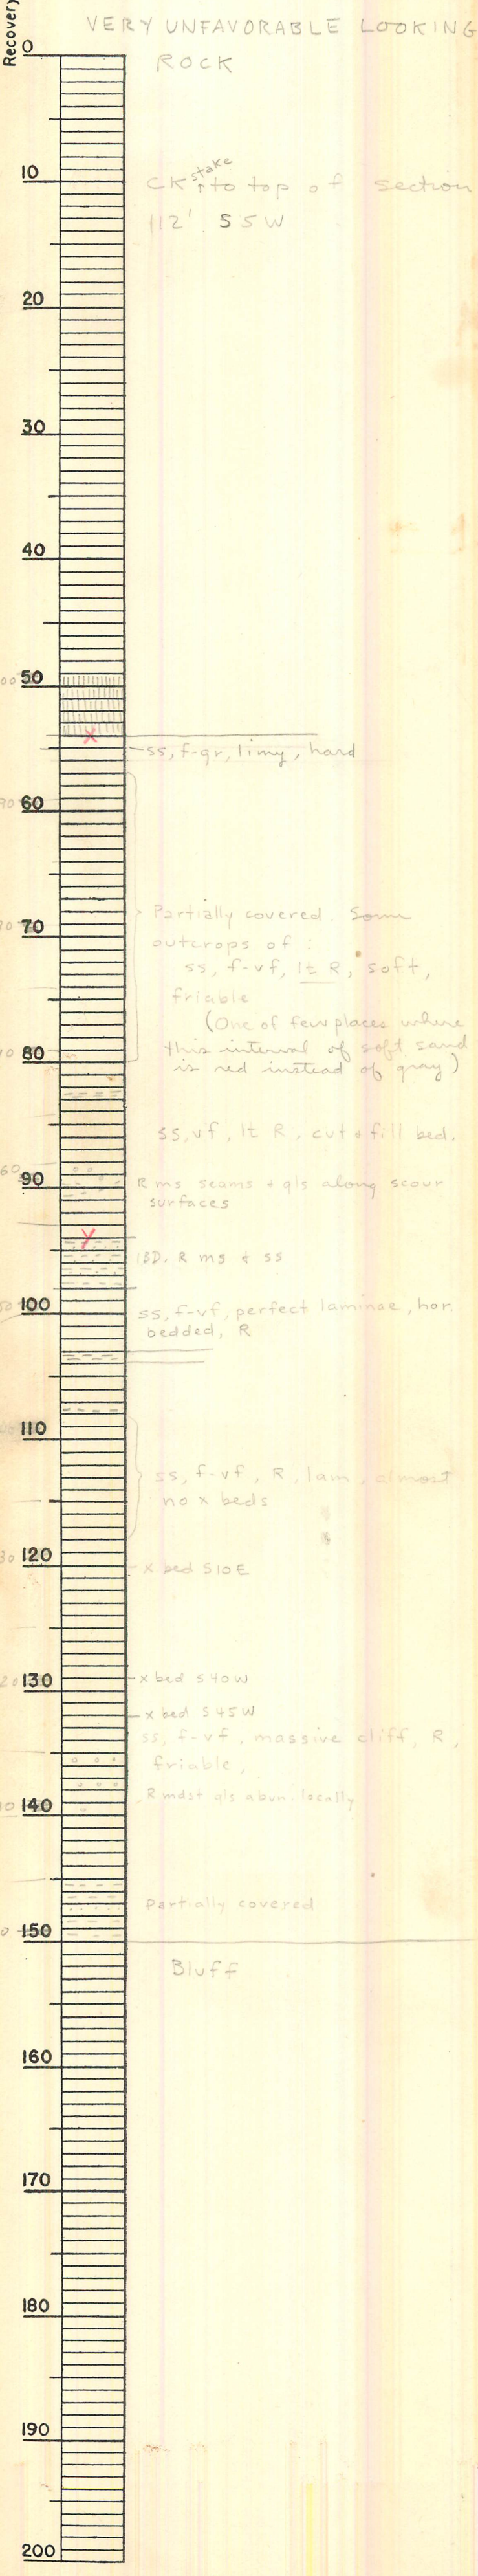 Recovery
VERY UNFAVORABLE LOOKING
ROCK
0
10
stake
CK ↑ to top of section
112' S5W
20
30
40
50
X
ss, f-gr, limy, hard
60
Partially covered. Some
70
outcrops of :
ss, f-vf, lt R, soft,
friable
(One of few places where
this interval of soft sand
80
is red instead of gray)
ss, vf, lt R, cut & fill bed.
90
R ms seams & gls along scour
surfaces
Y
IBD. R ms & ss
100
ss, f-vf, perfect laminae, hor.
bedded, R
110
ss, f-vf, R, lam, almost
no x beds
120
x bed S10E
130
x bed S40W
x bed S45W
ss, f-vf, massive cliff, R,
friable,
140
R mdst gls abun. locally
Partially covered
150
Bluff
160
170
180
190
200